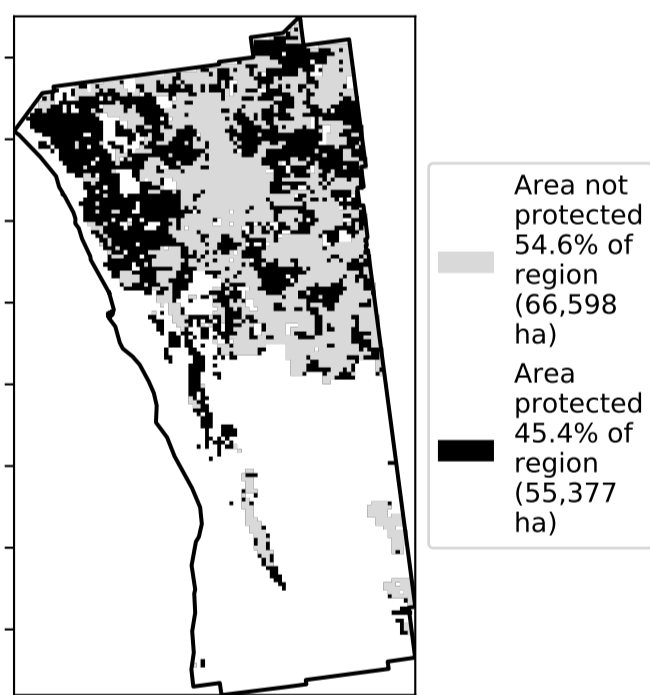 Area not
protected
54.6% of
region
(66,598
ha)
Area
protected
45.4% of
region
(55,377
ha)